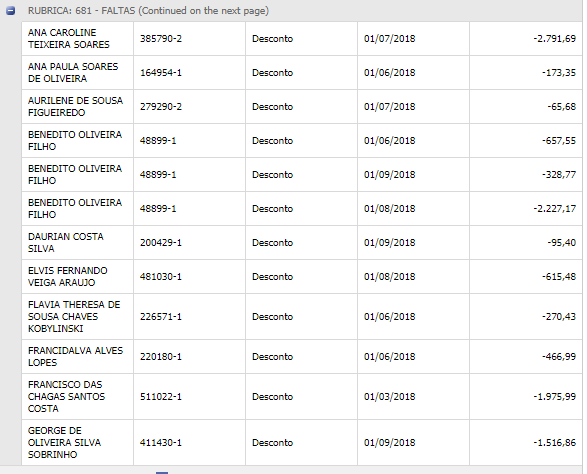 RUBRICA: 681 - FALTAS (Continued on the next page)
ANA CAROLINE
TEIXEIRA SOARES 385790-2 Desconto 01/07/2018 -2.791,69
ANA PAULA SOARES
DE OLIVEIRA 164954-1 Desconto 01/06/2018 -173,35
AURILENE DE SOUSA
FIGUEIREDO 279290-2 Desconto 01/07/2018 -65,68
BENEDITO OLIVEIRA
FILHO 48899-1 Desconto 01/06/2018 -657,55
BENEDITO OLIVEIRA
FILHO 48899-1 Desconto 01/09/2018 -328,77
BENEDITO OLIVEIRA
FILHO 48899-1 Desconto 01/08/2018 -2.227,17
DAURIAN COSTA
SILVA 200429-1 Desconto 01/09/2018 -95,40
ELVIS FERNANDO
VEIGA ARAUJO 481030-1 Desconto 01/08/2018 -615,48
FLAVIA THERESA DE
SOUSA CHAVES 226571-1 Desconto 01/06/2018 -270,43
KOBYLINSKI
FRANCIDALVA ALVES
LOPES 220180-1 Desconto 01/06/2018 -466,99
FRANCISCO DAS
CHAGAS SANTOS 511022-1 Desconto 01/03/2018 -1.975,99
COSTA
GEORGE DE
OLIVEIRA SILVA 411430-1 Desconto 01/09/2018 -1.516,86
SOBRINHO